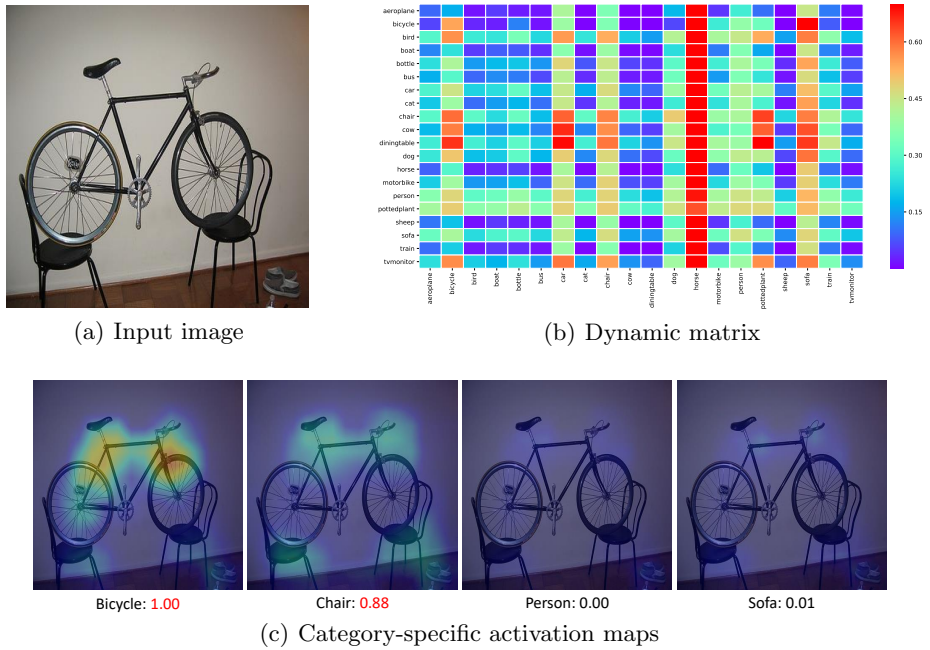 aeroplane
bicycle
bird
boat
bottle
bus
car
cat
chair
cow
diningtable
dog
horse
motorbike
person
pottedplant
sheep
sofa
train
tvmonitor
aeroplane
bicycle
bird
boat
bottle
bus
car
cat
chair
cow
diningtable
dog
horse
motorbike
person
pottedplant
sheep
sofa
train
tvmonitor
0.60
0.45
0.30
0.15
(a) Input image
(b) Dynamic matrix
Bicycle: 1.00
Chair: 0.88
Person: 0.00
Sofa: 0.01
(c) Category-specific activation maps